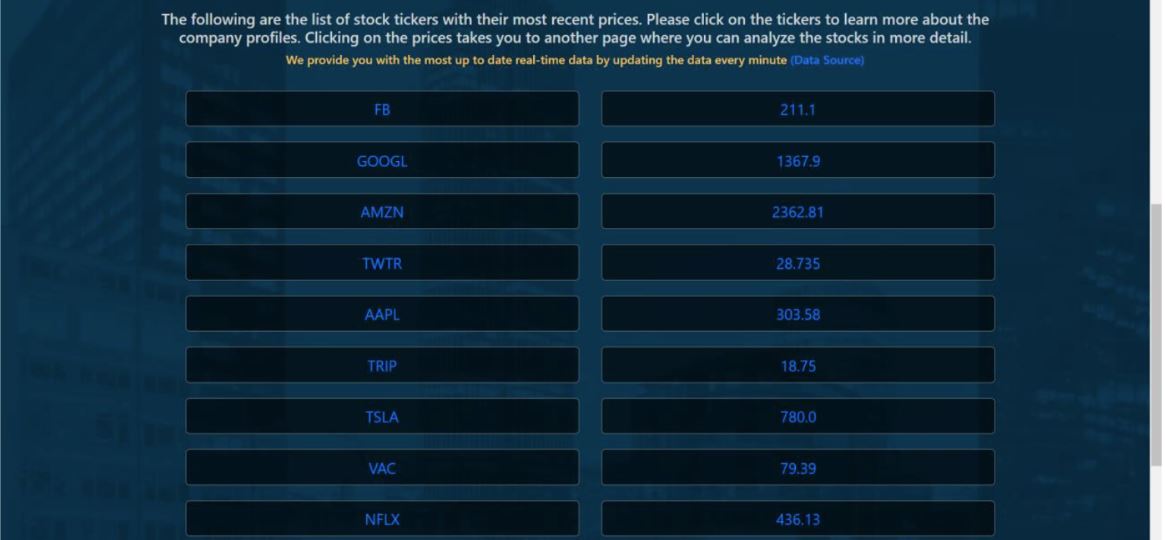 The following are the list of stock tickers with their most recent prices. Please click on the tickers to learn more about the
company profiles. Clicking on the prices takes you to another page where you can analyze the stocks in more detail.
We provide you with the most up to date real-time data by updating the data every minute (Data Source)
FB 211.1
GOOGL 1367.9
AMZN 2362.81
TWTR 28.735
AAPL 303.58
TRIP 18.75
TSLA 780.0
VAC 79.39
NFLX 436.13